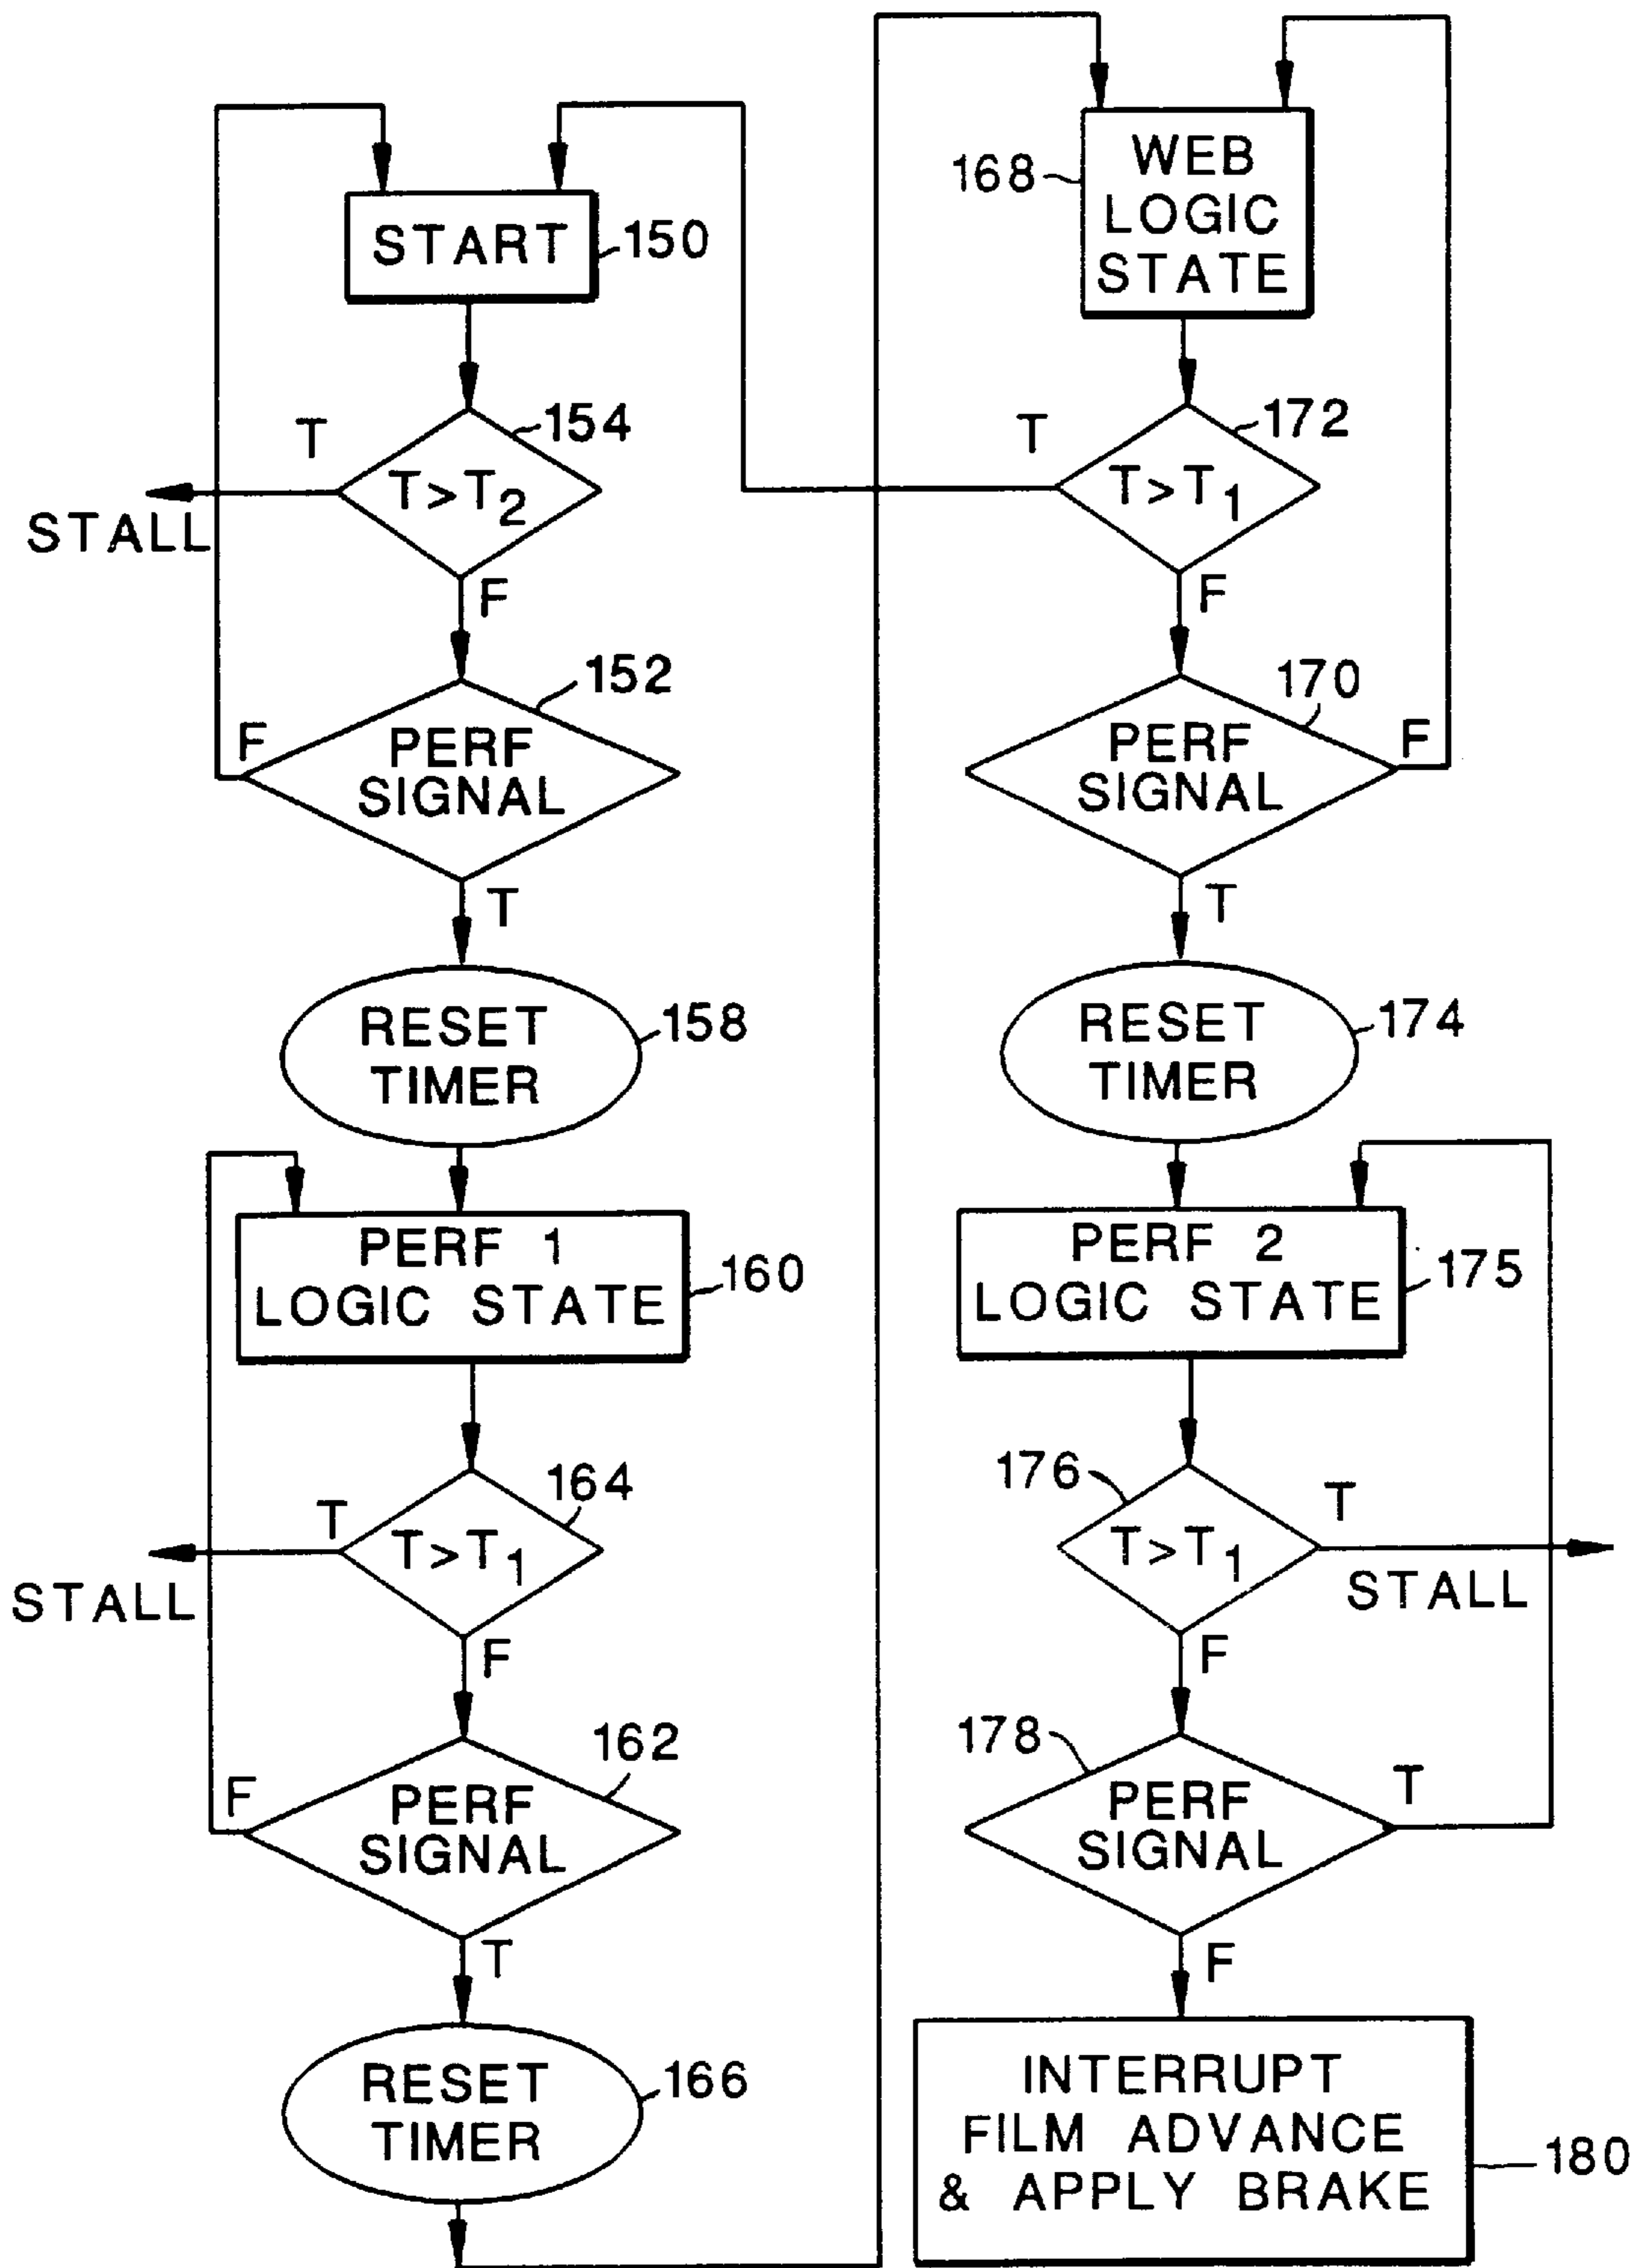 START
150
T
154
T>T2
STALL
F
152
F
PERF
SIGNAL
T
RESET
TIMER
158
PERF 1
LOGIC STATE
160
T
164
T>T1
STALL
F
162
F
PERF
SIGNAL
T
RESET
TIMER
166
168
WEB
LOGIC
STATE
T
172
T>T1
F
170
PERF
SIGNAL
F
T
RESET
TIMER
174
PERF 2
LOGIC STATE
175
176
T>T1
T
STALL
F
178
PERF
SIGNAL
T
F
INTERRUPT
FILM ADVANCE
& APPLY BRAKE
180